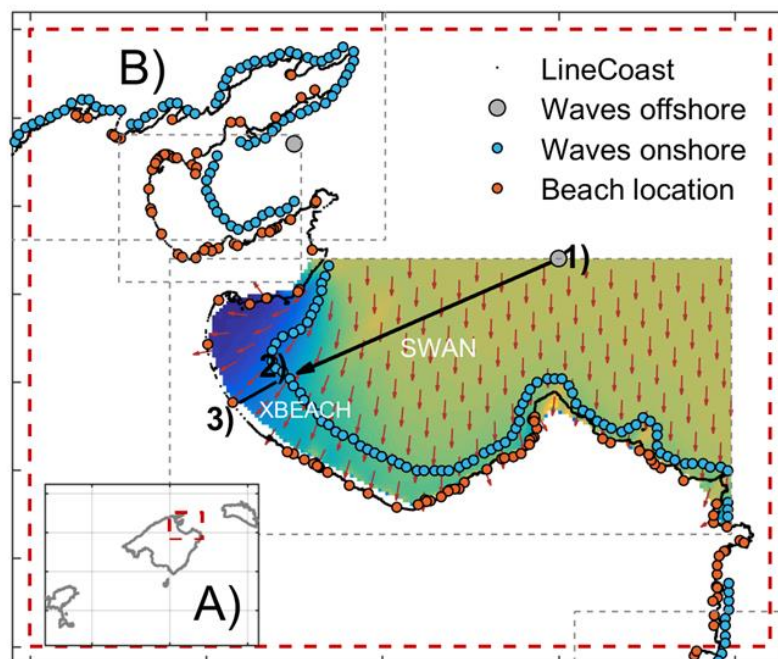 B)
LineCoast
Waves offshore
Waves onshore
Beach location
1)
SWAN
2)
XBEACH
3)
A)